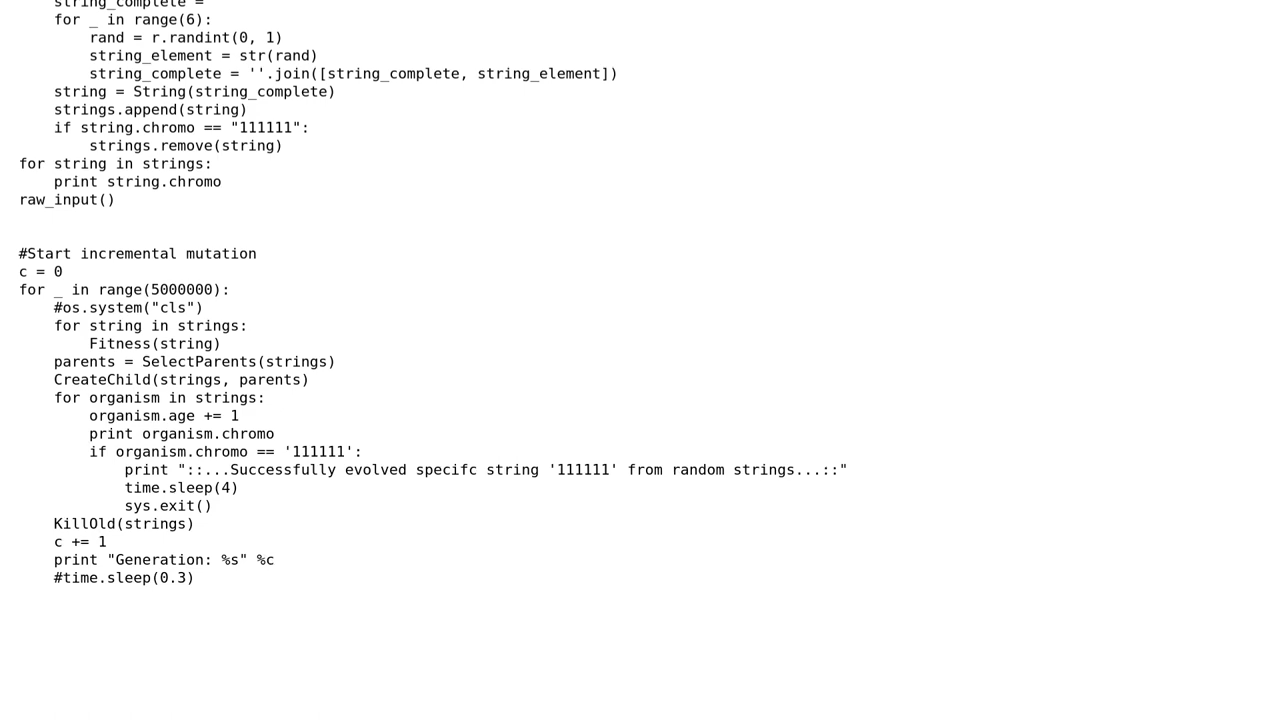 string_complete =
    for _ in range(6):
        rand = r.randint(0, 1)
        string_element = str(rand)
        string_complete = ''.join([string_complete, string_element])
    string = String(string_complete)
    strings.append(string)
    if string.chromo == "111111":
        strings.remove(string)
for string in strings:
    print string.chromo
raw_input()
#Start incremental mutation
c = 0
for _ in range(5000000):
    #os.system("cls")
    for string in strings:
        Fitness(string)
    parents = SelectParents(strings)
    CreateChild(strings, parents)
    for organism in strings:
        organism.age += 1
        print organism.chromo
        if organism.chromo == '111111':
            print "::...Successfully evolved specifc string '111111' from random strings...::"
            time.sleep(4)
            sys.exit()
    KillOld(strings)
    c += 1
    print "Generation: %s" %c
    #time.sleep(0.3)